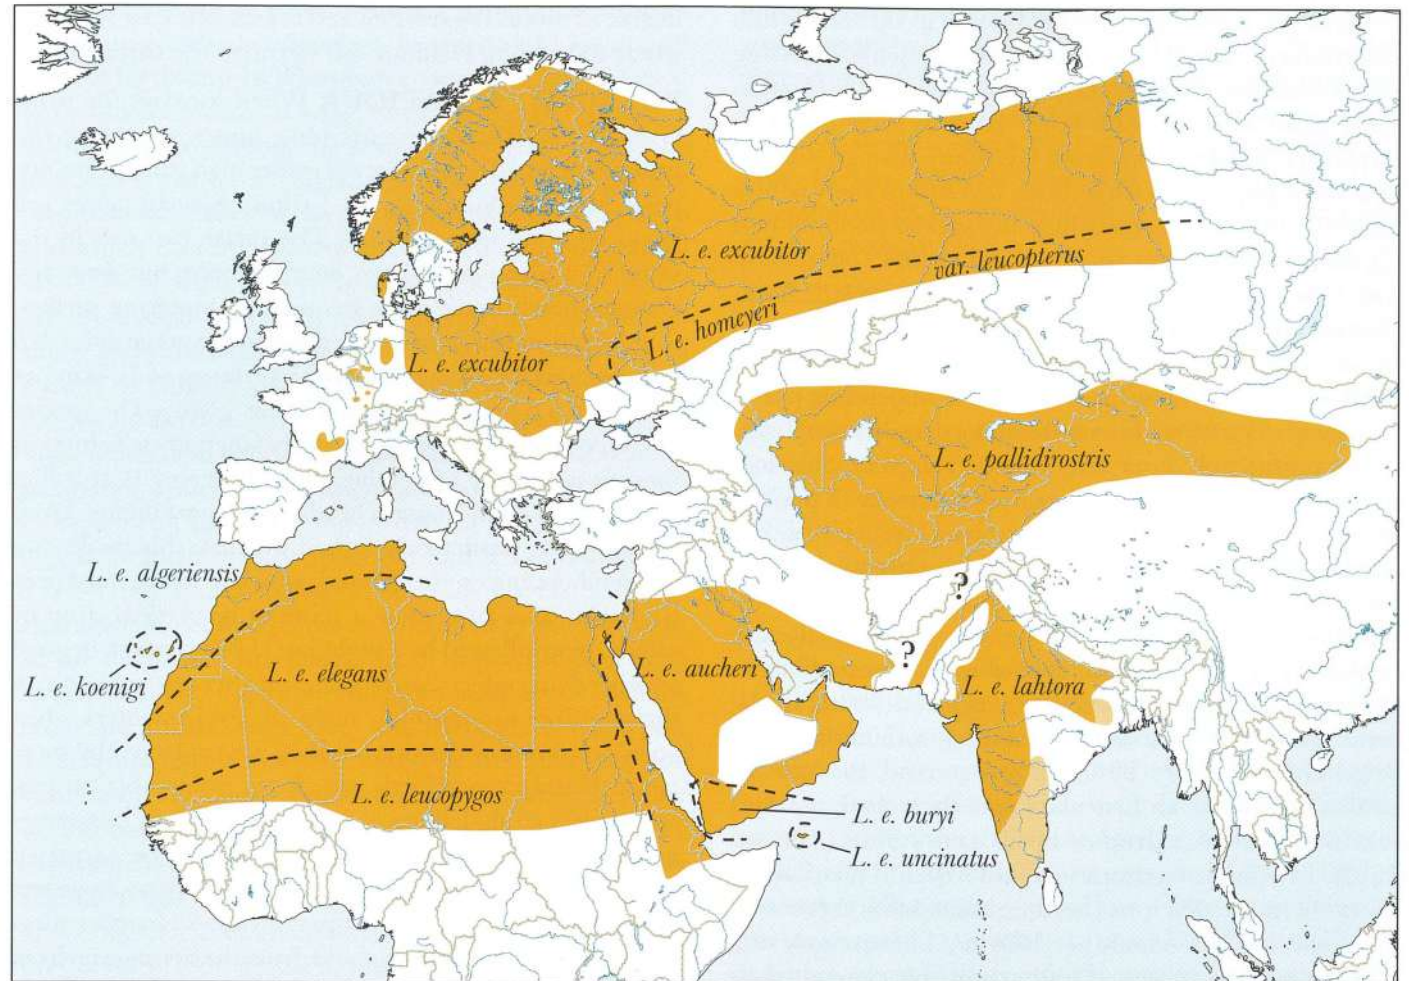 L. e. excubitor
var. leucopterus
L. e. homeyeri
L. e. excubitor
L. e. pallidirostris
L. e. algeriensis
?
?
L. e. elegans
L. e. aucheri
L. e. koenigi
L. e. lahtora
L. e. leucopygos
L. e. buryi
L. e. uncinatus